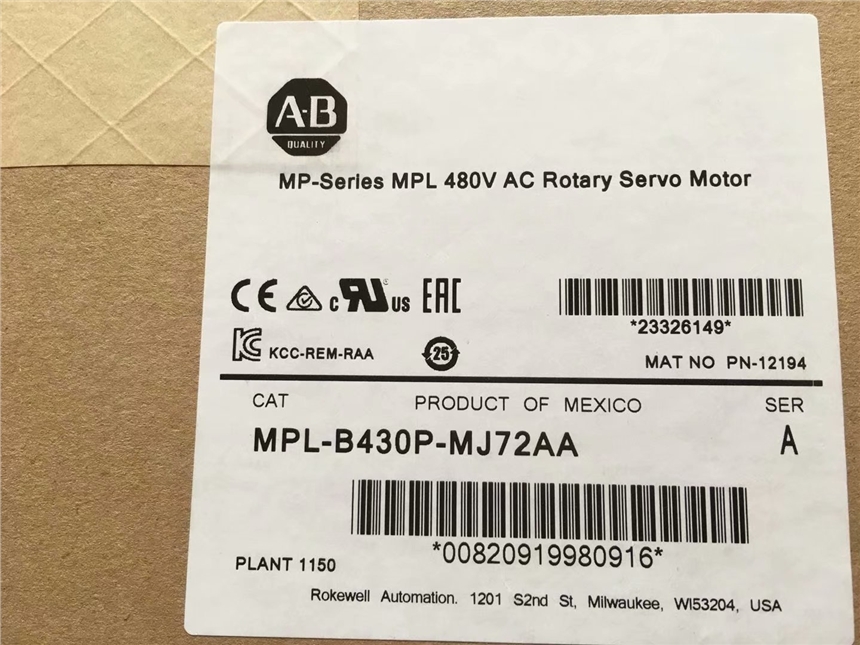 A-B
QUALITY
MP-Series MPL 480V AC Rotary Servo Motor
CE c RU US EAC
*23326149*
KC KCC-REM-RAA 25
MAT NO PN-12194
CAT PRODUCT OF MEXICO SER
MPL-B430P-MJ72AA A
*00820919980916*
PLANT 1150
Rokewell Automation. 1201 S2nd St, Milwaukee, WI53204, USA